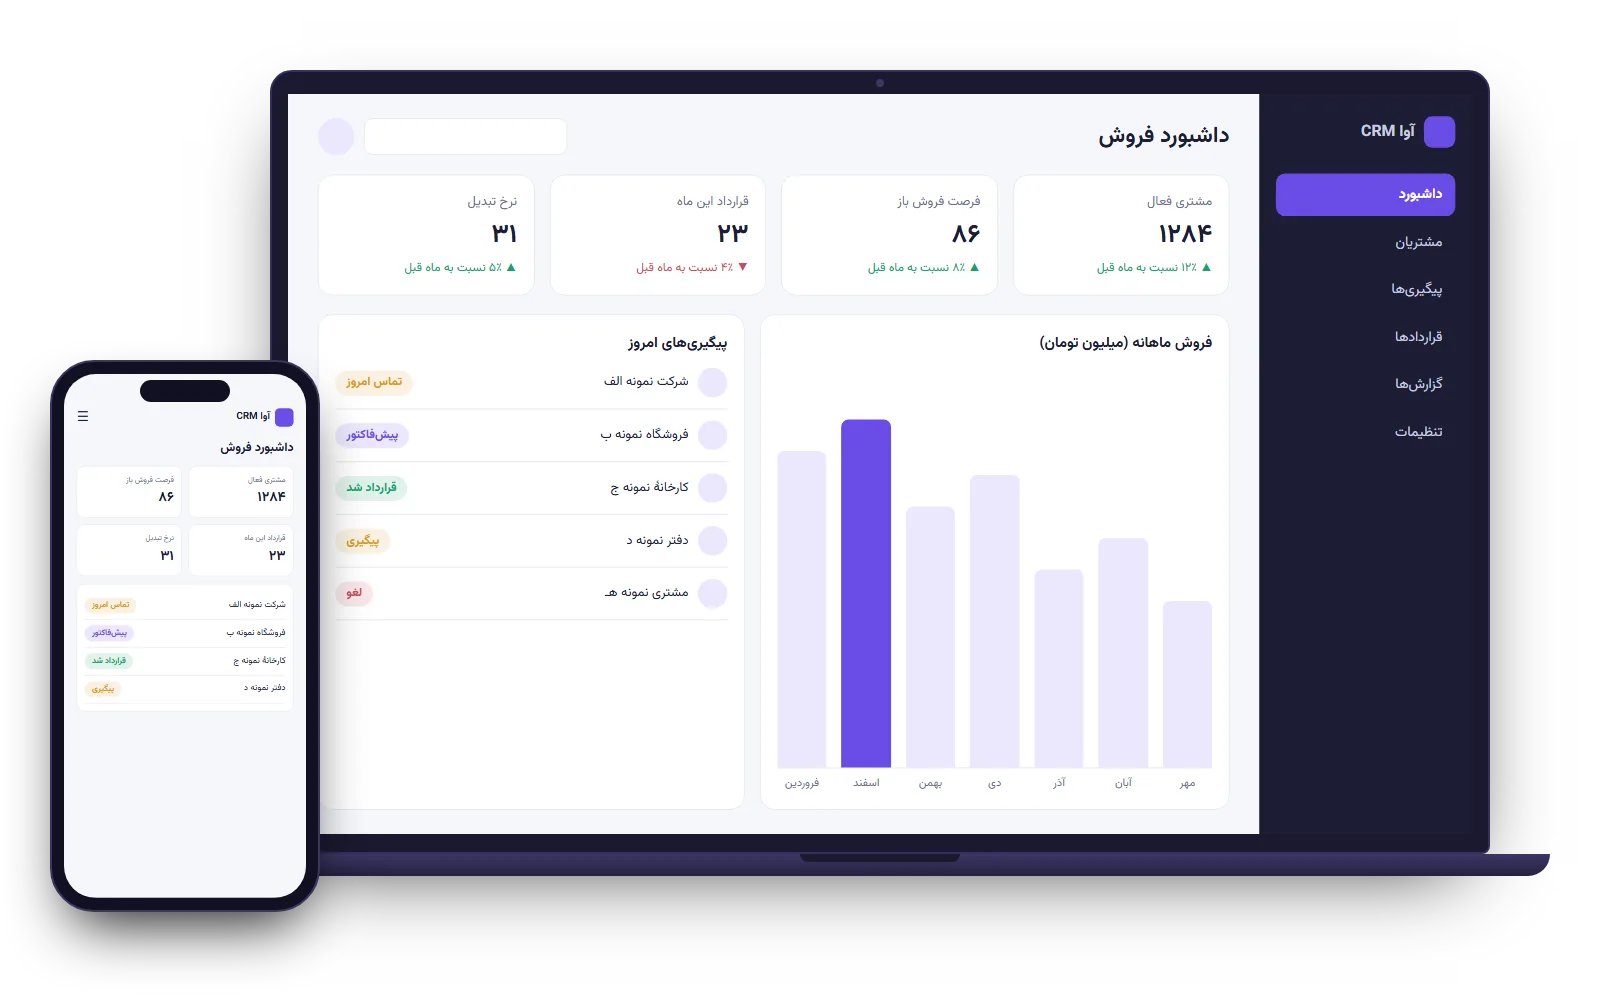 آوا CRM
داشبورد
مشتریان
پیگیری‌ها
قراردادها
گزارش‌ها
تنظیمات
داشبورد فروش
مشتری فعال
۱۲۸۴
▲ ۱۲٪ نسبت به ماه قبل
فرصت فروش باز
۸۶
▲ ۸٪ نسبت به ماه قبل
قرارداد این ماه
۲۳
▼ ۴٪ نسبت به ماه قبل
نرخ تبدیل
۳۱
▲ ۵٪ نسبت به ماه قبل
فروش ماهانه (میلیون تومان)
مهر آبان آذر دی بهمن اسفند فروردین
پیگیری‌های امروز
شرکت نمونه الف تماس امروز
فروشگاه نمونه ب پیش‌فاکتور
کارخانهٔ نمونه ج قرارداد شد
دفتر نمونه د پیگیری
مشتری نمونه هـ لغو
آوا CRM
داشبورد فروش
مشتری فعال
۱۲۸۴
فرصت فروش باز
۸۶
قرارداد این ماه
۲۳
نرخ تبدیل
۳۱
شرکت نمونه الف تماس امروز
فروشگاه نمونه ب پیش‌فاکتور
کارخانهٔ نمونه ج قرارداد شد
دفتر نمونه د پیگیری